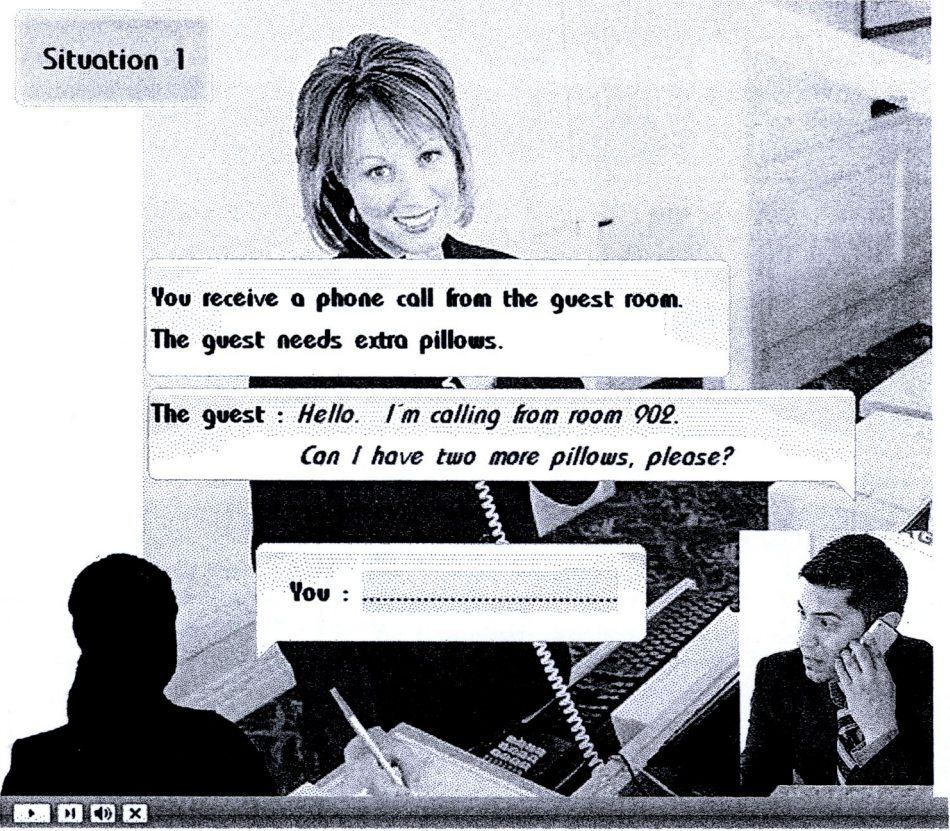 Situation 1
You receive a phone call from the guest room.
The guest needs extra pillows.
The guest : Hello. I'm calling from room 902.
Can I have two more pillows, please?
You : ........................................